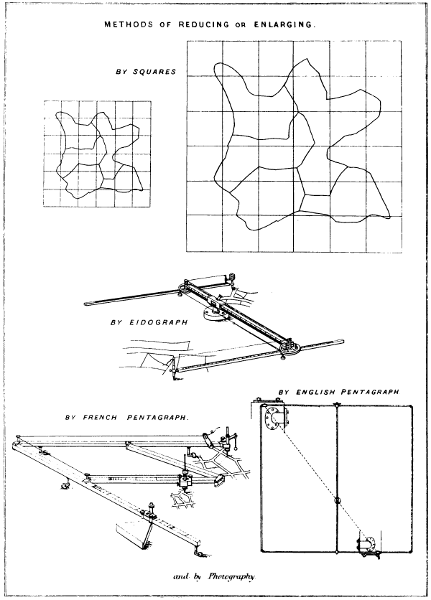 METHODS OF REDUCING OR ENLARGING.
BY SQUARES
BY EIDOGRAPH
BY ENGLISH PENTAGRAPH
BY FRENCH PENTAGRAPH.
and by Photography